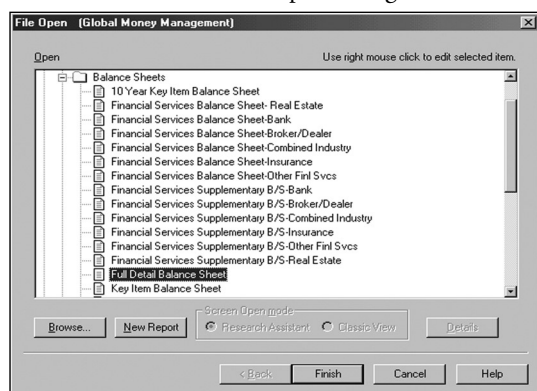 File Open (Global Money Management)
Open Use right mouse click to edit selected item.
Balance Sheets
10 Year Key Item Balance Sheet
Financial Services Balance Sheet- Real Estate
Financial Services Balance Sheet-Bank
Financial Services Balance Sheet-Broker/Dealer
Financial Services Balance Sheet-Combined Industry
Financial Services Balance Sheet-Insurance
Financial Services Balance Sheet-Other Finl Svcs
Financial Services Supplementary B/S-Bank
Financial Services Supplementary B/S-Broker/Dealer
Financial Services Supplementary B/S-Combined Industry
Financial Services Supplementary B/S-Insurance
Financial Services Supplementary B/S-Other Finl Svcs
Financial Services Supplementary B/S-Real Estate
Full Detail Balance Sheet
Key Item Balance Sheet
Screen Open mode
Browse... New Report Research Assistant Classic View Details
< Back Finish Cancel Help